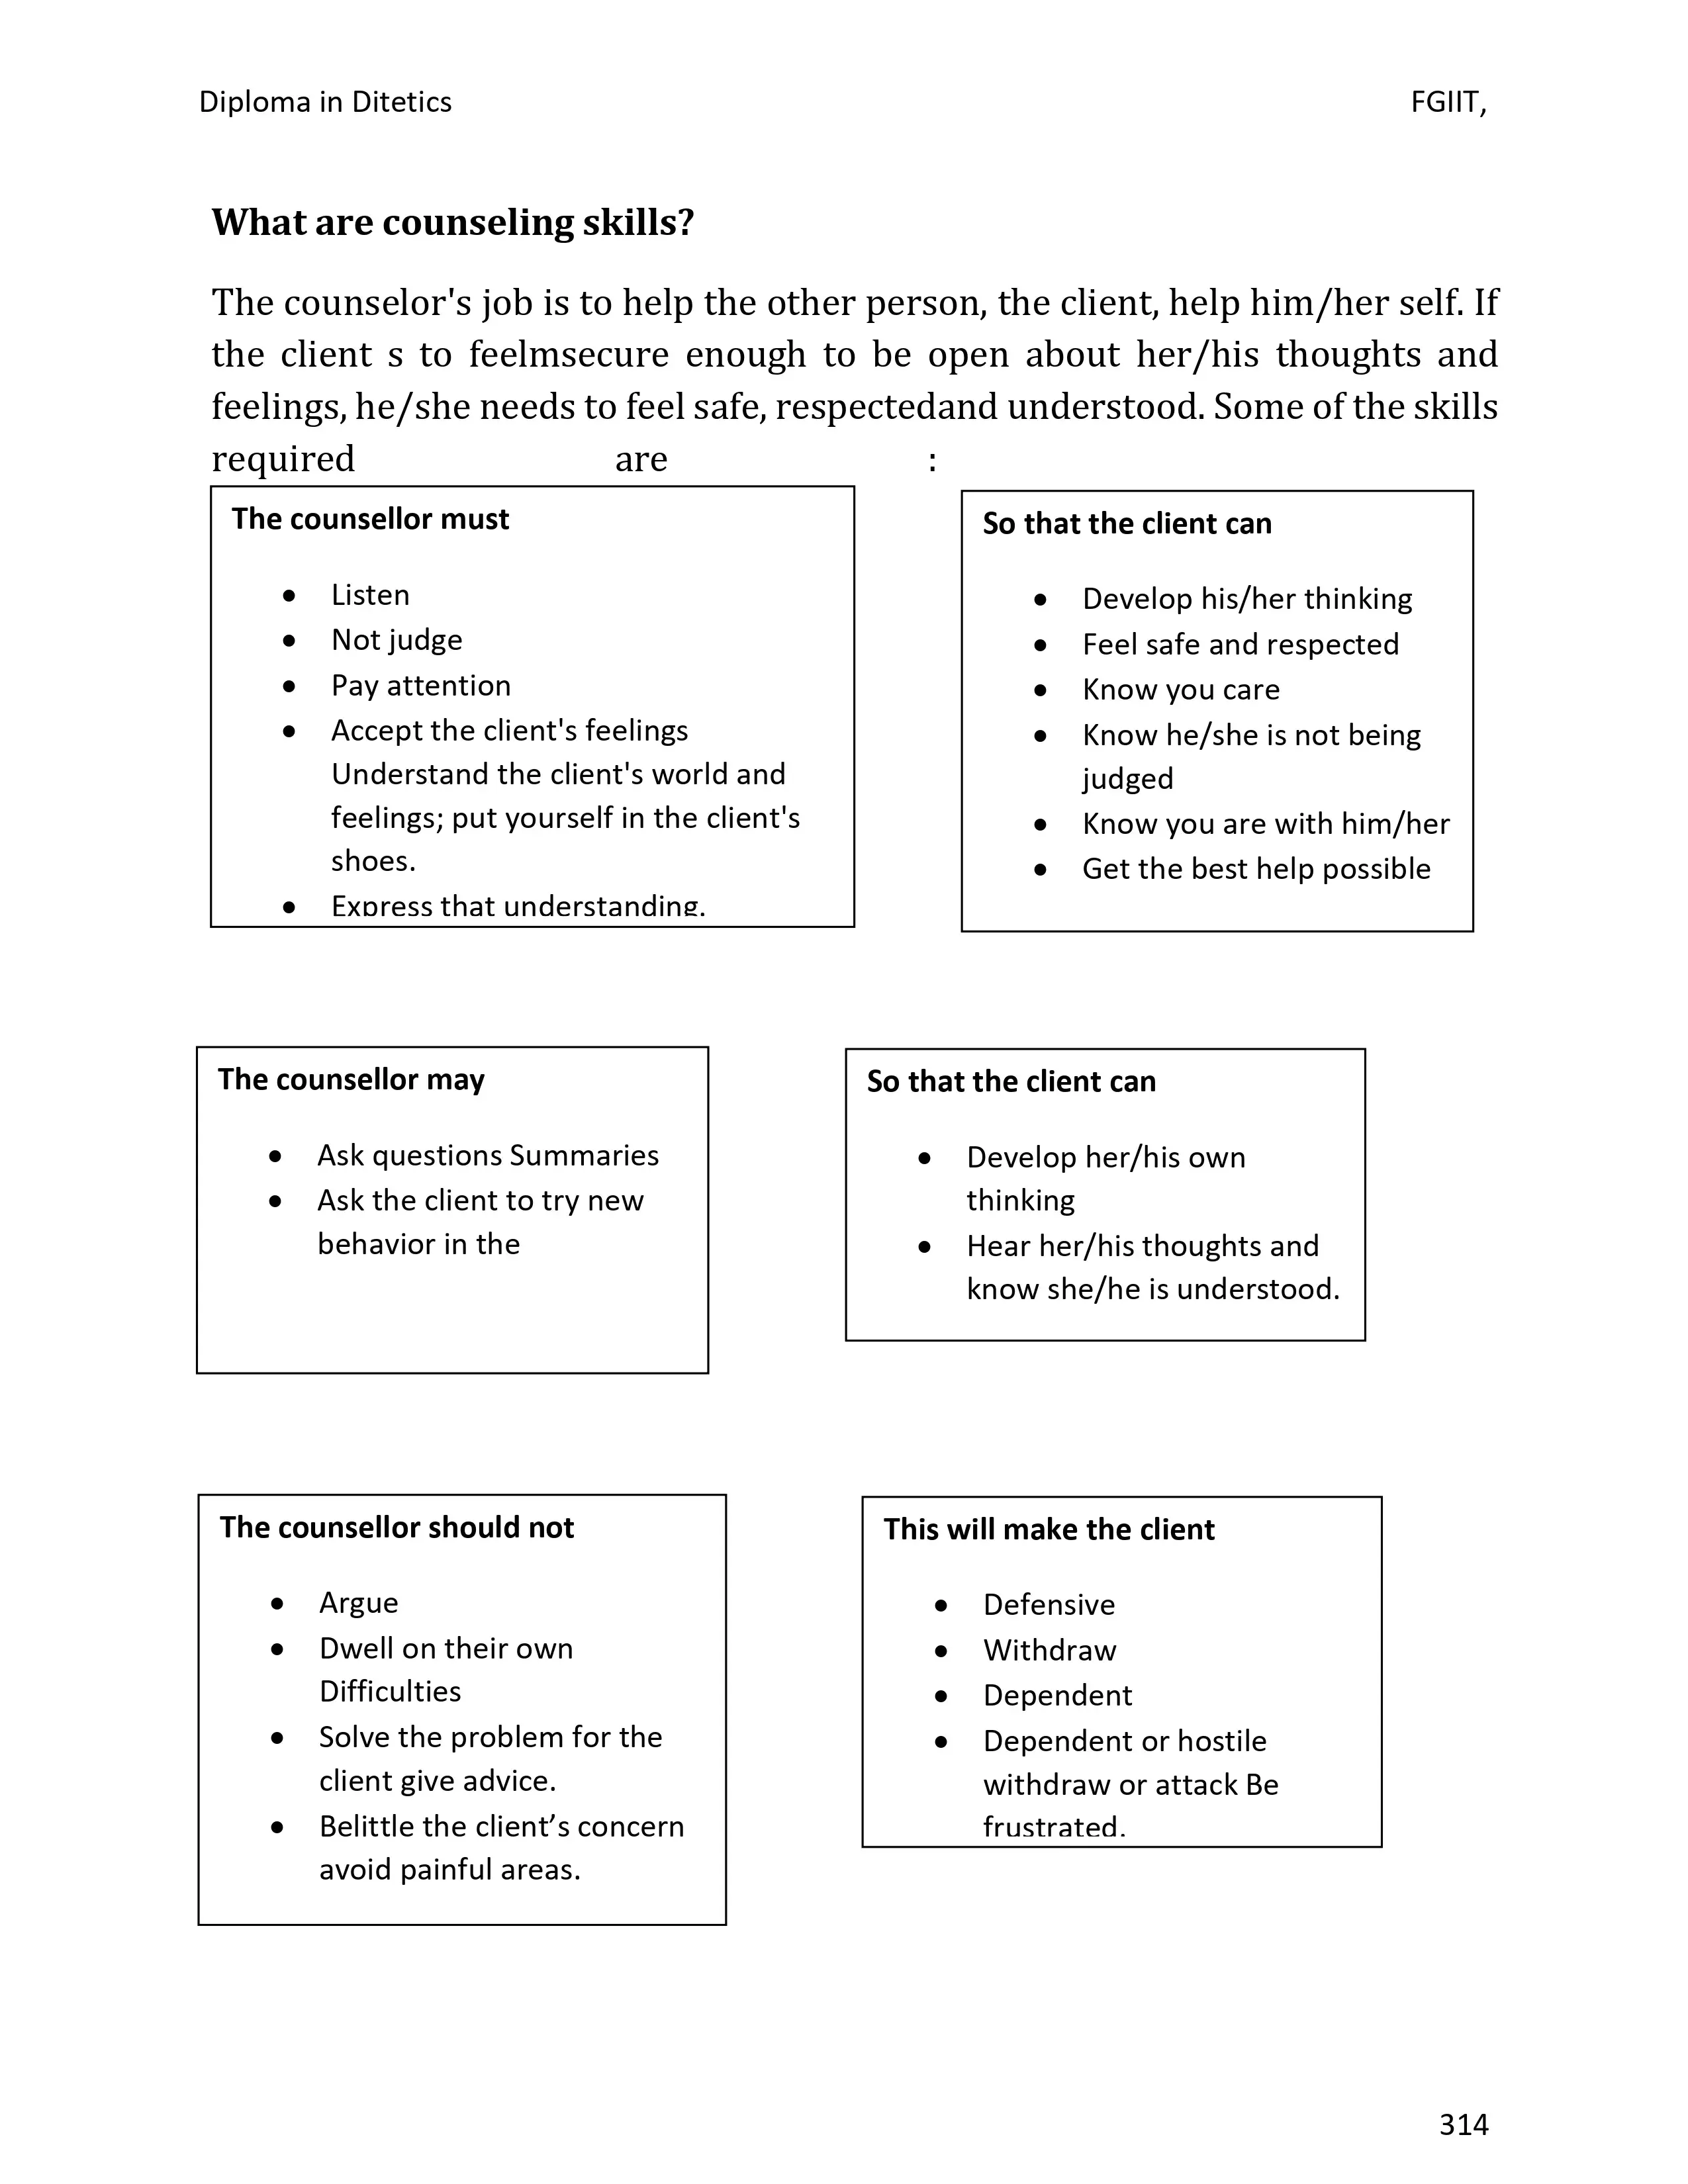 Diploma in Ditetics FGIIT,
What are counseling skills?
The counselor's job is to help the other person, the client, help him/her self. If
the client s to feelmsecure enough to be open about her/his thoughts and
feelings, he/she needs to feel safe, respectedand understood. Some of the skills
required are :
The counsellor must
• Listen
• Not judge
• Pay attention
• Accept the client's feelings
Understand the client's world and
feelings; put yourself in the client's
shoes.
• Express that understanding.
So that the client can
• Develop his/her thinking
• Feel safe and respected
• Know you care
• Know he/she is not being
judged
• Know you are with him/her
• Get the best help possible
The counsellor may
• Ask questions Summaries
• Ask the client to try new
behavior in the
So that the client can
• Develop her/his own
thinking
• Hear her/his thoughts and
know she/he is understood.
The counsellor should not
• Argue
• Dwell on their own
Difficulties
• Solve the problem for the
client give advice.
• Belittle the client’s concern
avoid painful areas.
This will make the client
• Defensive
• Withdraw
• Dependent
• Dependent or hostile
withdraw or attack Be
frustrated.
314